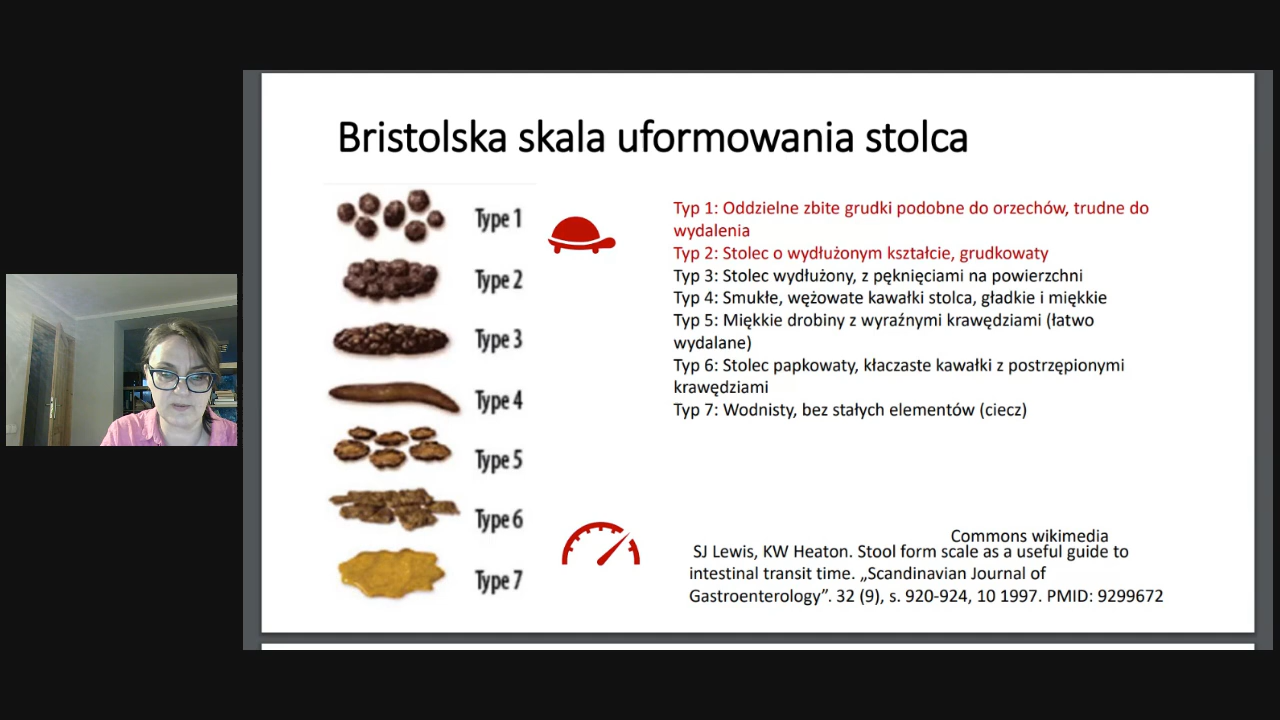 Bristolska skala uformowania stolca
Type 1
Type 2
Type 3
Type 4
Type 5
Type 6
Type 7
Typ 1: Oddzielne zbite grudki podobne do orzechów, trudne do
wydalenia
Typ 2: Stolec o wydłużonym kształcie, grudkowaty
Typ 3: Stolec wydłużony, z pęknięciami na powierzchni
Typ 4: Smukłe, wężowate kawałki stolca, gładkie i miękkie
Typ 5: Miękkie drobiny z wyraźnymi krawędziami (łatwo
wydalane)
Typ 6: Stolec papkowaty, kłaczaste kawałki z postrzępionymi
krawędziami
Typ 7: Wodnisty, bez stałych elementów (ciecz)
Commons wikimedia
SJ Lewis, KW Heaton. Stool form scale as a useful guide to
intestinal transit time. „Scandinavian Journal of
Gastroenterology”. 32 (9), s. 920-924, 10 1997. PMID: 9299672